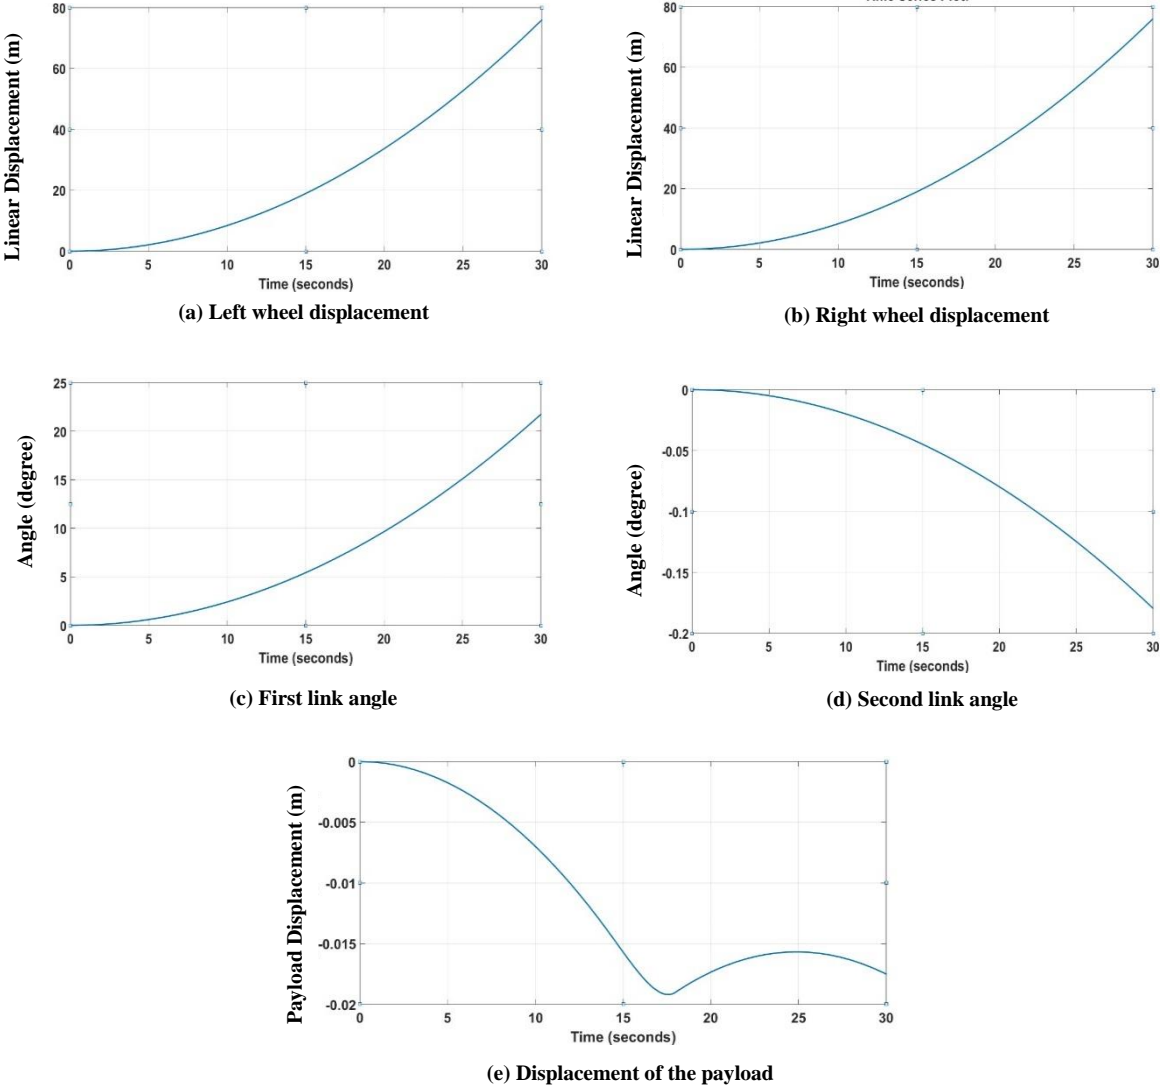 Linear Displacement (m)
80
60
40
20
0
0 5 10 15 20 25 30
Time (seconds)
(a) Left wheel displacement
Linear Displacement (m)
80
60
40
20
0
0 5 10 15 20 25 30
Time (seconds)
(b) Right wheel displacement
Angle (degree)
25
20
15
10
5
0
0 5 10 15 20 25 30
Time (seconds)
(c) First link angle
Angle (degree)
0
-0.05
-0.1
-0.15
-0.2
0 5 10 15 20 25 30
Time (seconds)
(d) Second link angle
Payload Displacement (m)
0
-0.005
-0.01
-0.015
-0.02
0 5 10 15 20 25 30
Time (seconds)
(e) Displacement of the payload